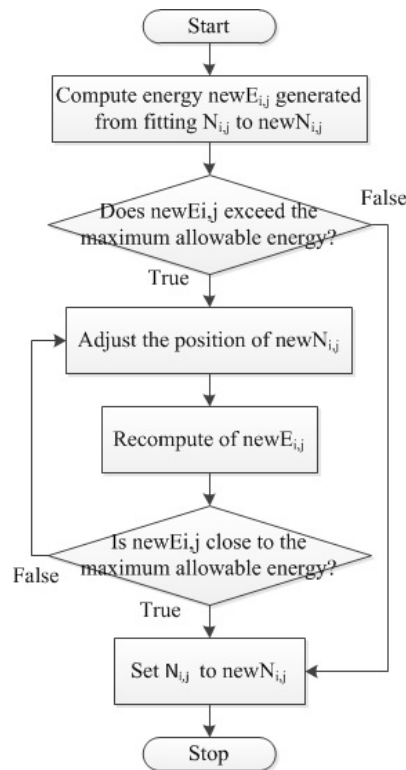 Start
Compute energy newEi,j generated
from fitting Ni,j to newNi,j
Does newEi,j exceed the
maximum allowable energy?
False
True
Adjust the position of newNi,j
Recompute of newEi,j
Is newEi,j close to the
maximum allowable energy?
False
True
Set Ni,j to newNi,j
Stop